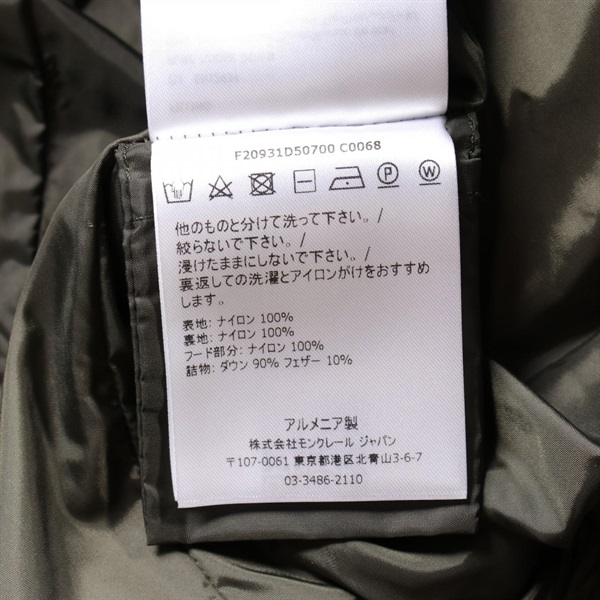 F20931D50700 C0068
P
W
他のものと分けて洗って下さい。/
絞らないで下さい。/
浸けたままにしないで下さい。/
裏返しての洗濯とアイロンがけをおすすめ
します。
表地: ナイロン 100%
裏地: ナイロン 100%
フード部分: ナイロン 100%
詰物: ダウン 90% フェザー 10%
アルメニア製
株式会社モンクレール ジャパン
〒107-0061 東京都港区北青山3-6-7
03-3486-2110